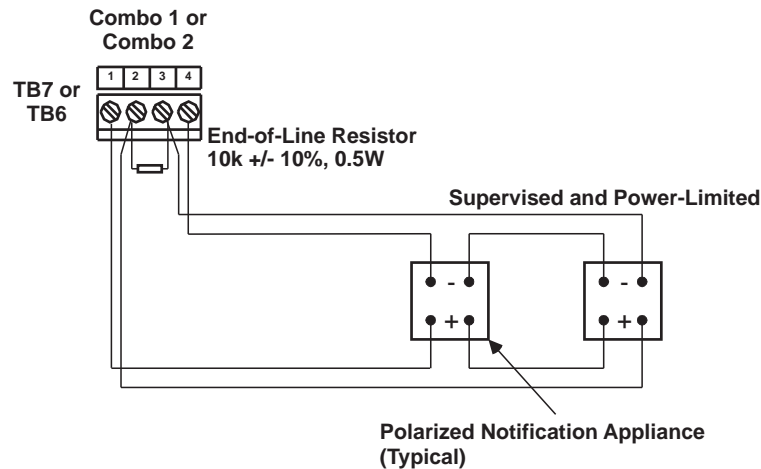 Combo 1 or
Combo 2
1 2 3 4
TB7 or
TB6
End-of-Line Resistor
10k +/- 10%, 0.5W
Supervised and Power-Limited
- -
+ +
Polarized Notification Appliance
(Typical)